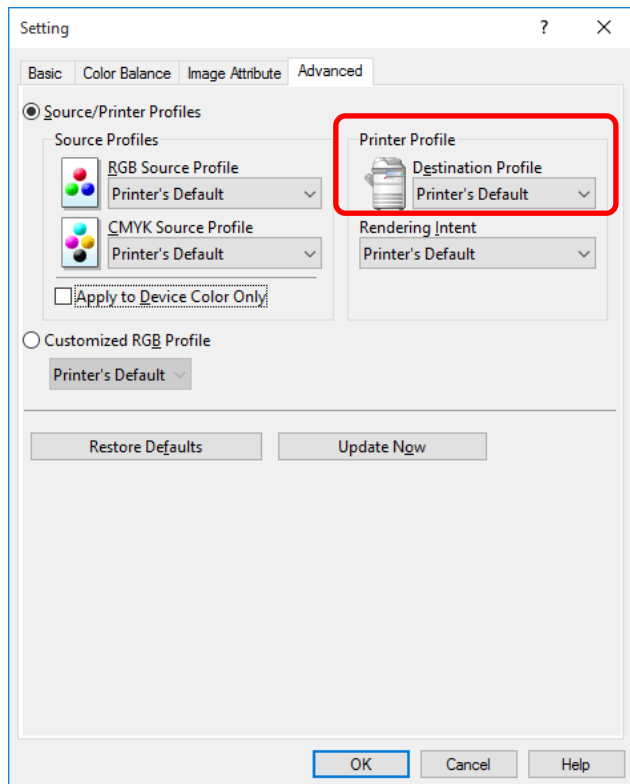 Setting
?
Basic Color Balance Image Attribute Advanced
Source/Printer Profiles
Source Profiles
RGB Source Profile
Printer's Default
CMYK Source Profile
Printer's Default
Apply to Device Color Only
Printer Profile
Destination Profile
Printer's Default
Rendering Intent
Printer's Default
Customized RGB Profile
Printer's Default
Restore Defaults Update Now
OK Cancel Help